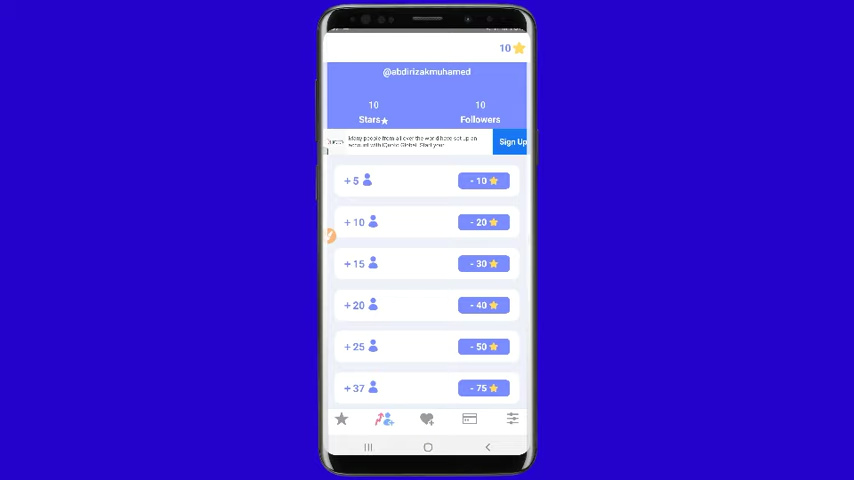 10
@abdirizakmuhamed
10 10
Stars Followers
Many people from all over the world have set up an
account with IQuoto Global. Start your
Sign Up
+ 5 - 10
+ 10 - 20
+ 15 - 30
+ 20 - 40
+ 25 - 50
+ 37 - 75